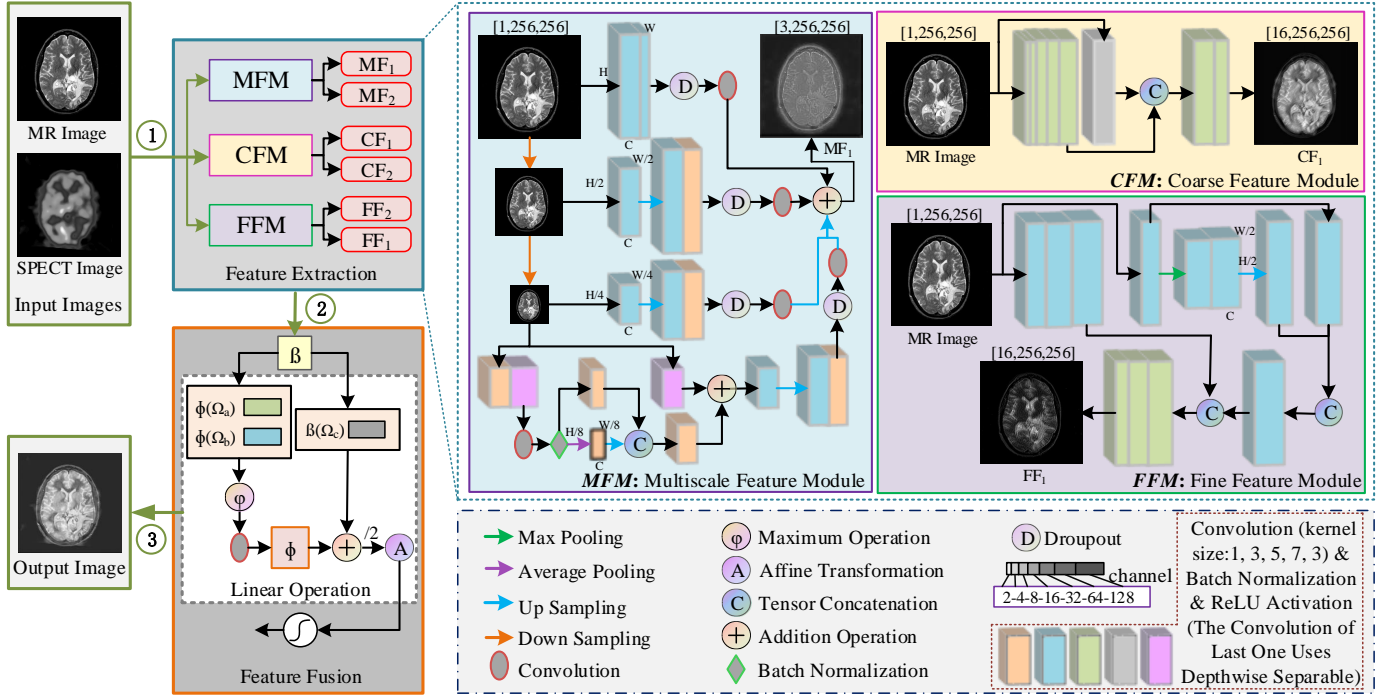 MR Image
SPECT Image
Input Images
1
MFM
MF1
MF2
CFM
CF1
CF2
FFM
FF2
FF1
Feature Extraction
2
ß
ϕ(Ωa)
ϕ(Ωb)
ß(Ωc)
φ
ϕ
+
/2
A
Linear Operation
Feature Fusion
3
Output Image
[1,256,256]
H
W
C
D
[3,256,256]
MF1
H/2
W/2
C
D
+
H/4
W/4
C
D
D
+
H/8
W/8
C
C
MFM: Multiscale Feature Module
[1,256,256]
MR Image
C
[16,256,256]
CF1
CFM: Coarse Feature Module
[1,256,256]
MR Image
W/2
H/2
C
[16,256,256]
FF1
C
C
FFM: Fine Feature Module
Max Pooling
Average Pooling
Up Sampling
Down Sampling
Convolution
φ Maximum Operation
A Affine Transformation
C Tensor Concatenation
+ Addition Operation
Batch Normalization
D Droupout
channel
2-4-8-16-32-64-128
Convolution (kernel
size:1, 3, 5, 7, 3) &
Batch Normalization
& ReLU Activation
(The Convolution of
Last One Uses
Depthwise Separable)